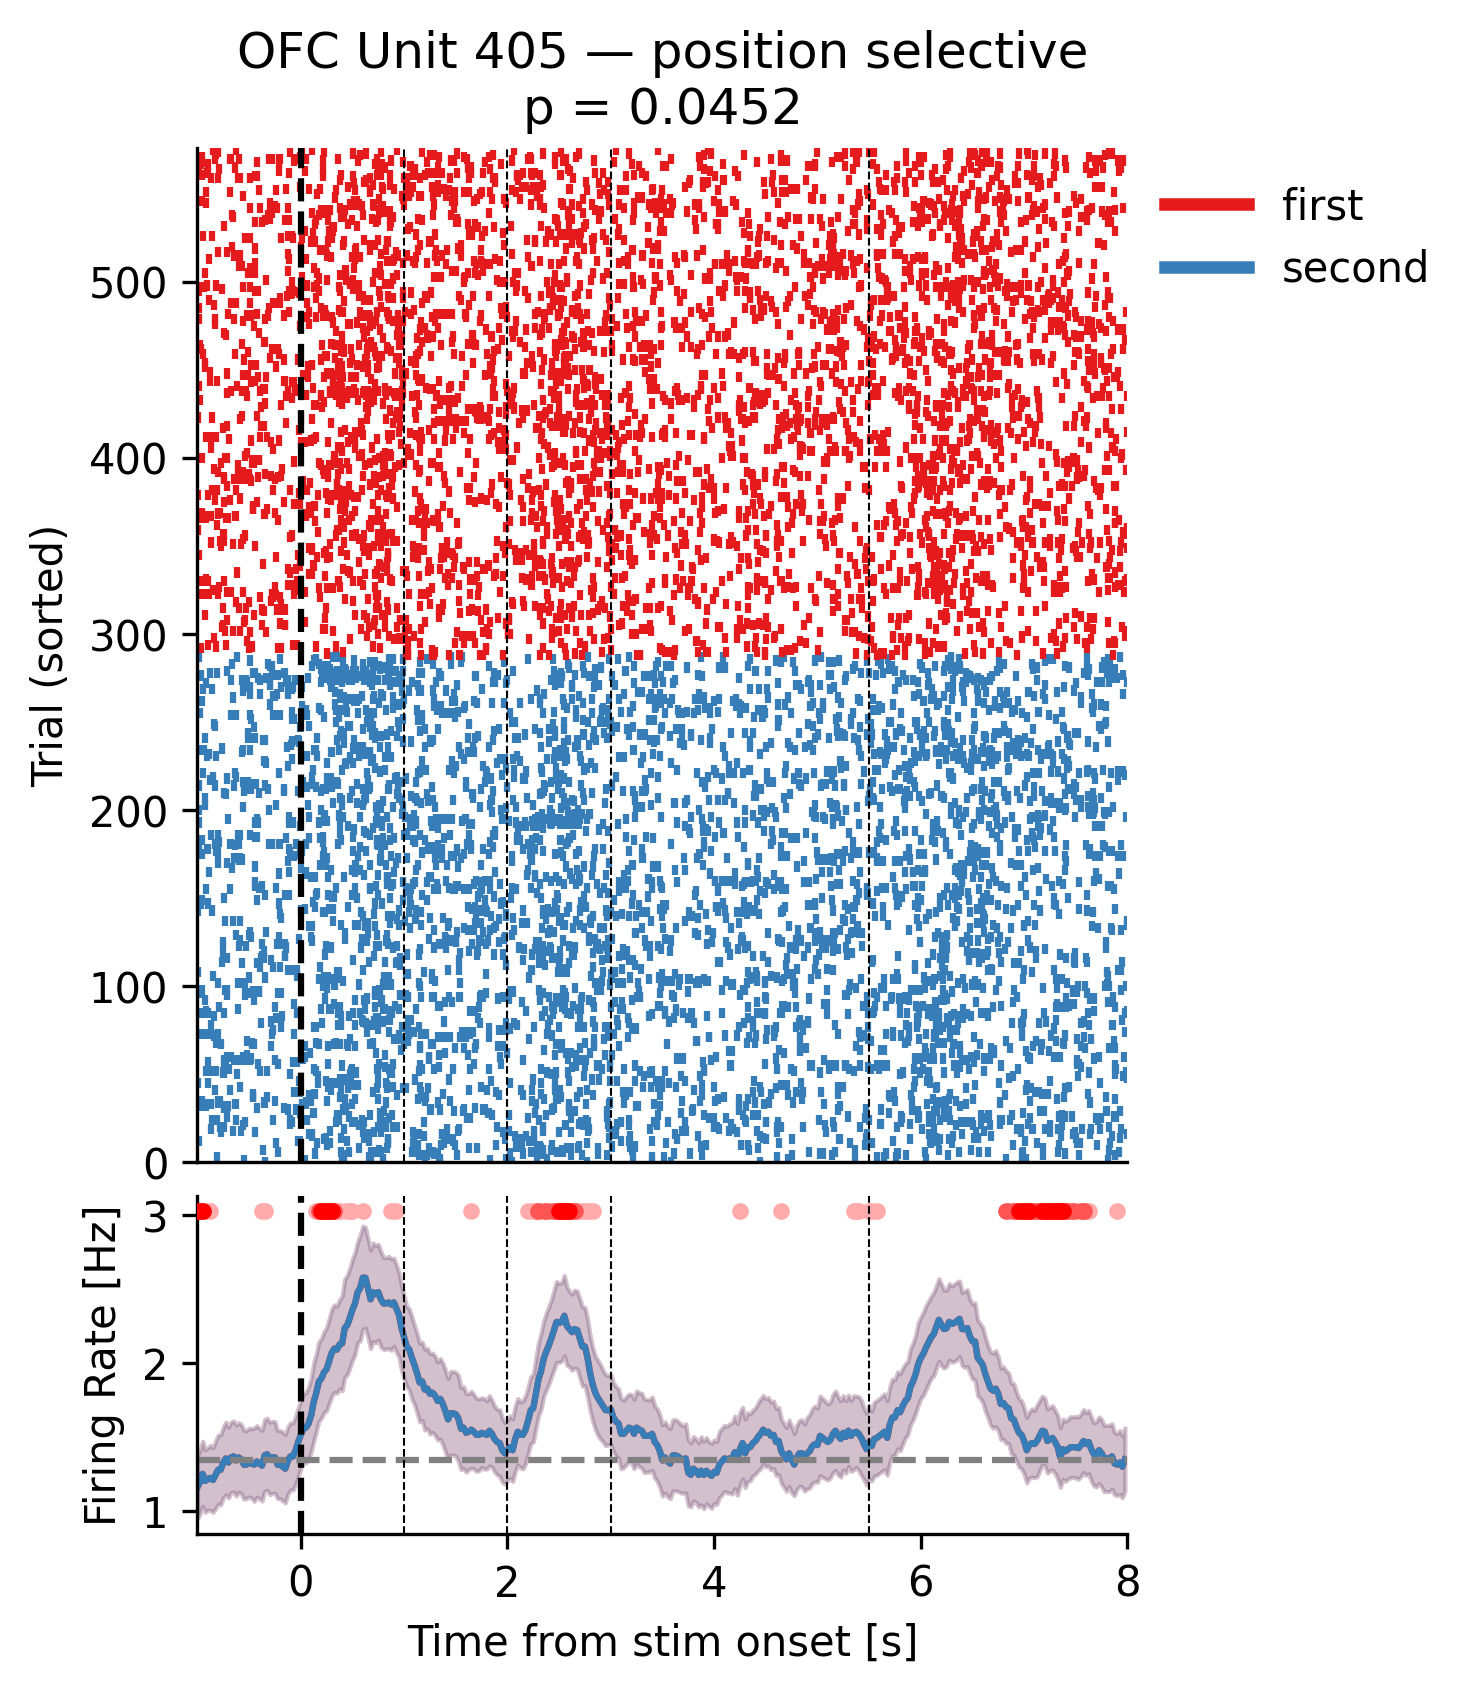 OFC Unit 405 — position selective
p = 0.0452
first
second
Trial (sorted)
500
400
300
200
100
0
Firing Rate [Hz]
3
2
1
0 2 4 6 8
Time from stim onset [s]